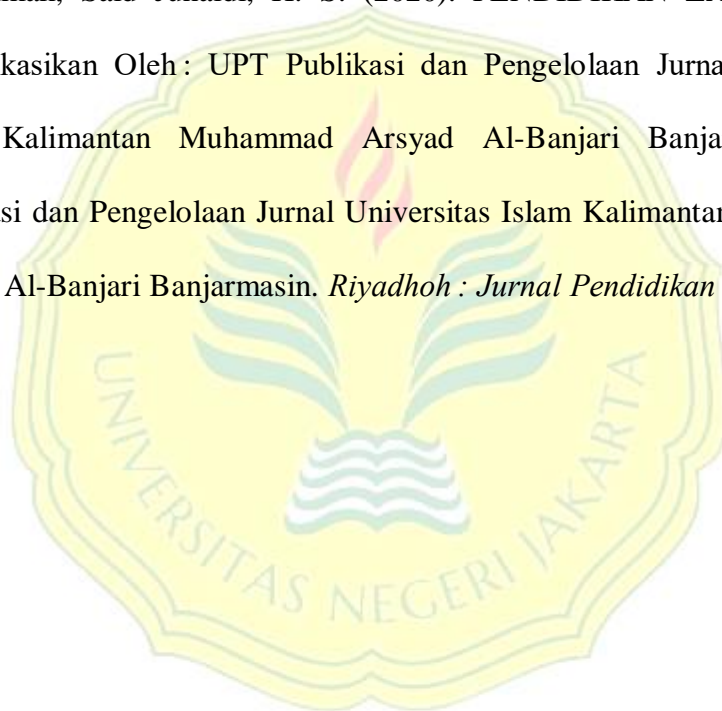 kasikan Oleh : UPT Publikasi dan Pengelolaan Jurna
Kalimantan Muhammad Arsyad Al-Banjari Banja
si dan Pengelolaan Jurnal Universitas Islam Kalimantan
Al-Banjari Banjarmasin. Riyadhoh : Jurnal Pendidikan
UNIVERSITAS NEGERI JAKARTA